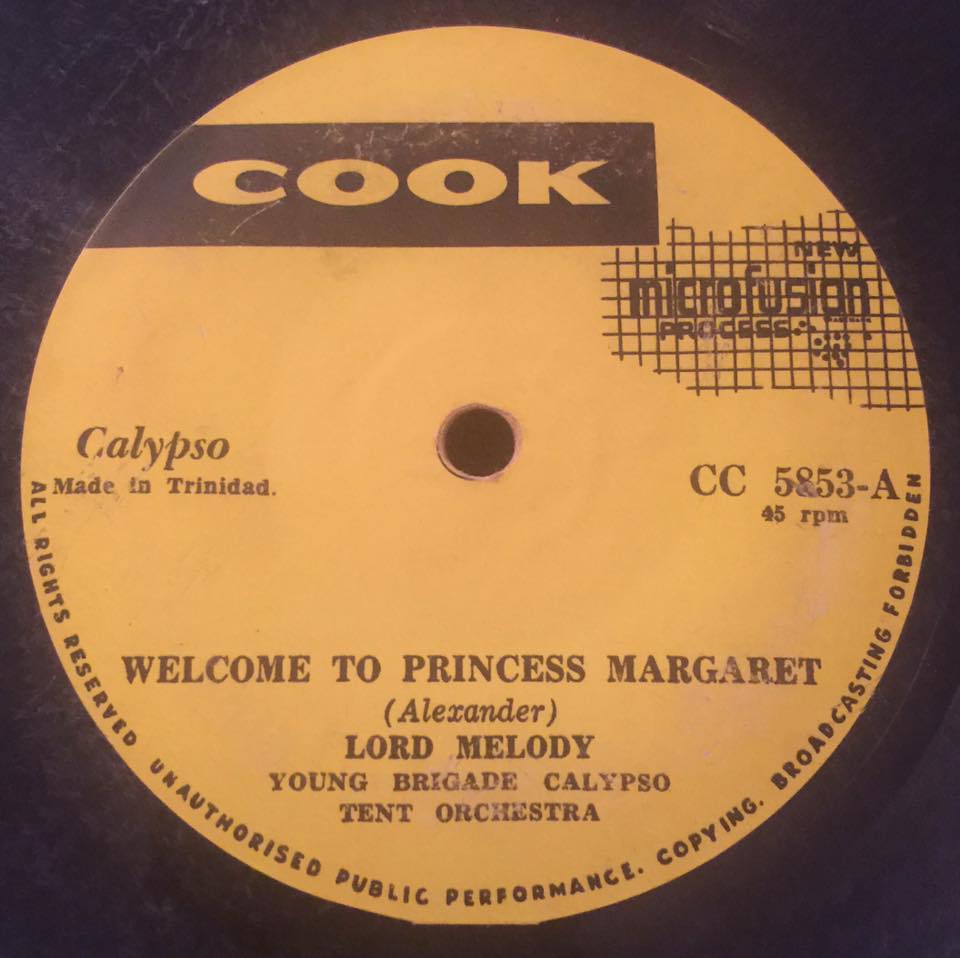 COOK
NEW
microfusion
PROCESS
Calypso
Made in Trinidad.
CC 5853-A
45 rpm
WELCOME TO PRINCESS MARGARET
(Alexander)
LORD MELODY
YOUNG BRIGADE CALYPSO
TENT ORCHESTRA
ALL RIGHTS RESERVED UNAUTHORISED PUBLIC PERFORMANCE. COPYING. BROADCASTING FORBIDDEN